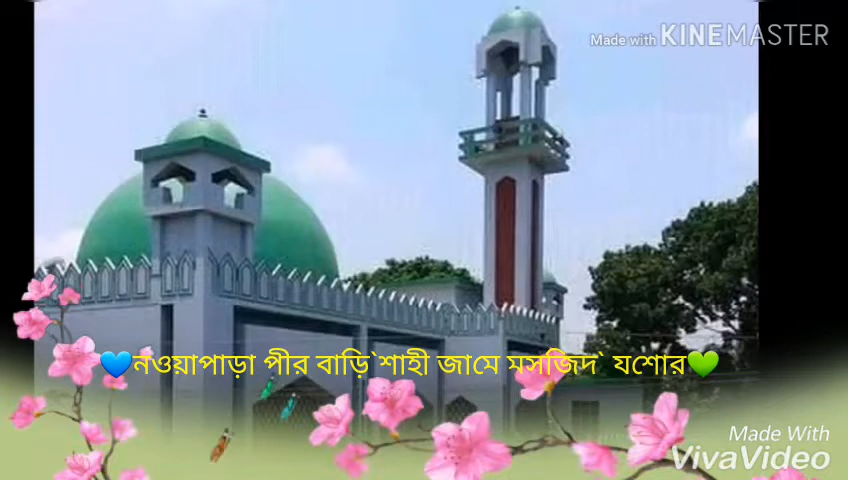 Made with KINEMASTER
💙নওয়াপাড়া পীর বাড়ি`শাহী জামে মসজিদ` যশোর💚
Made With
VivaVideo